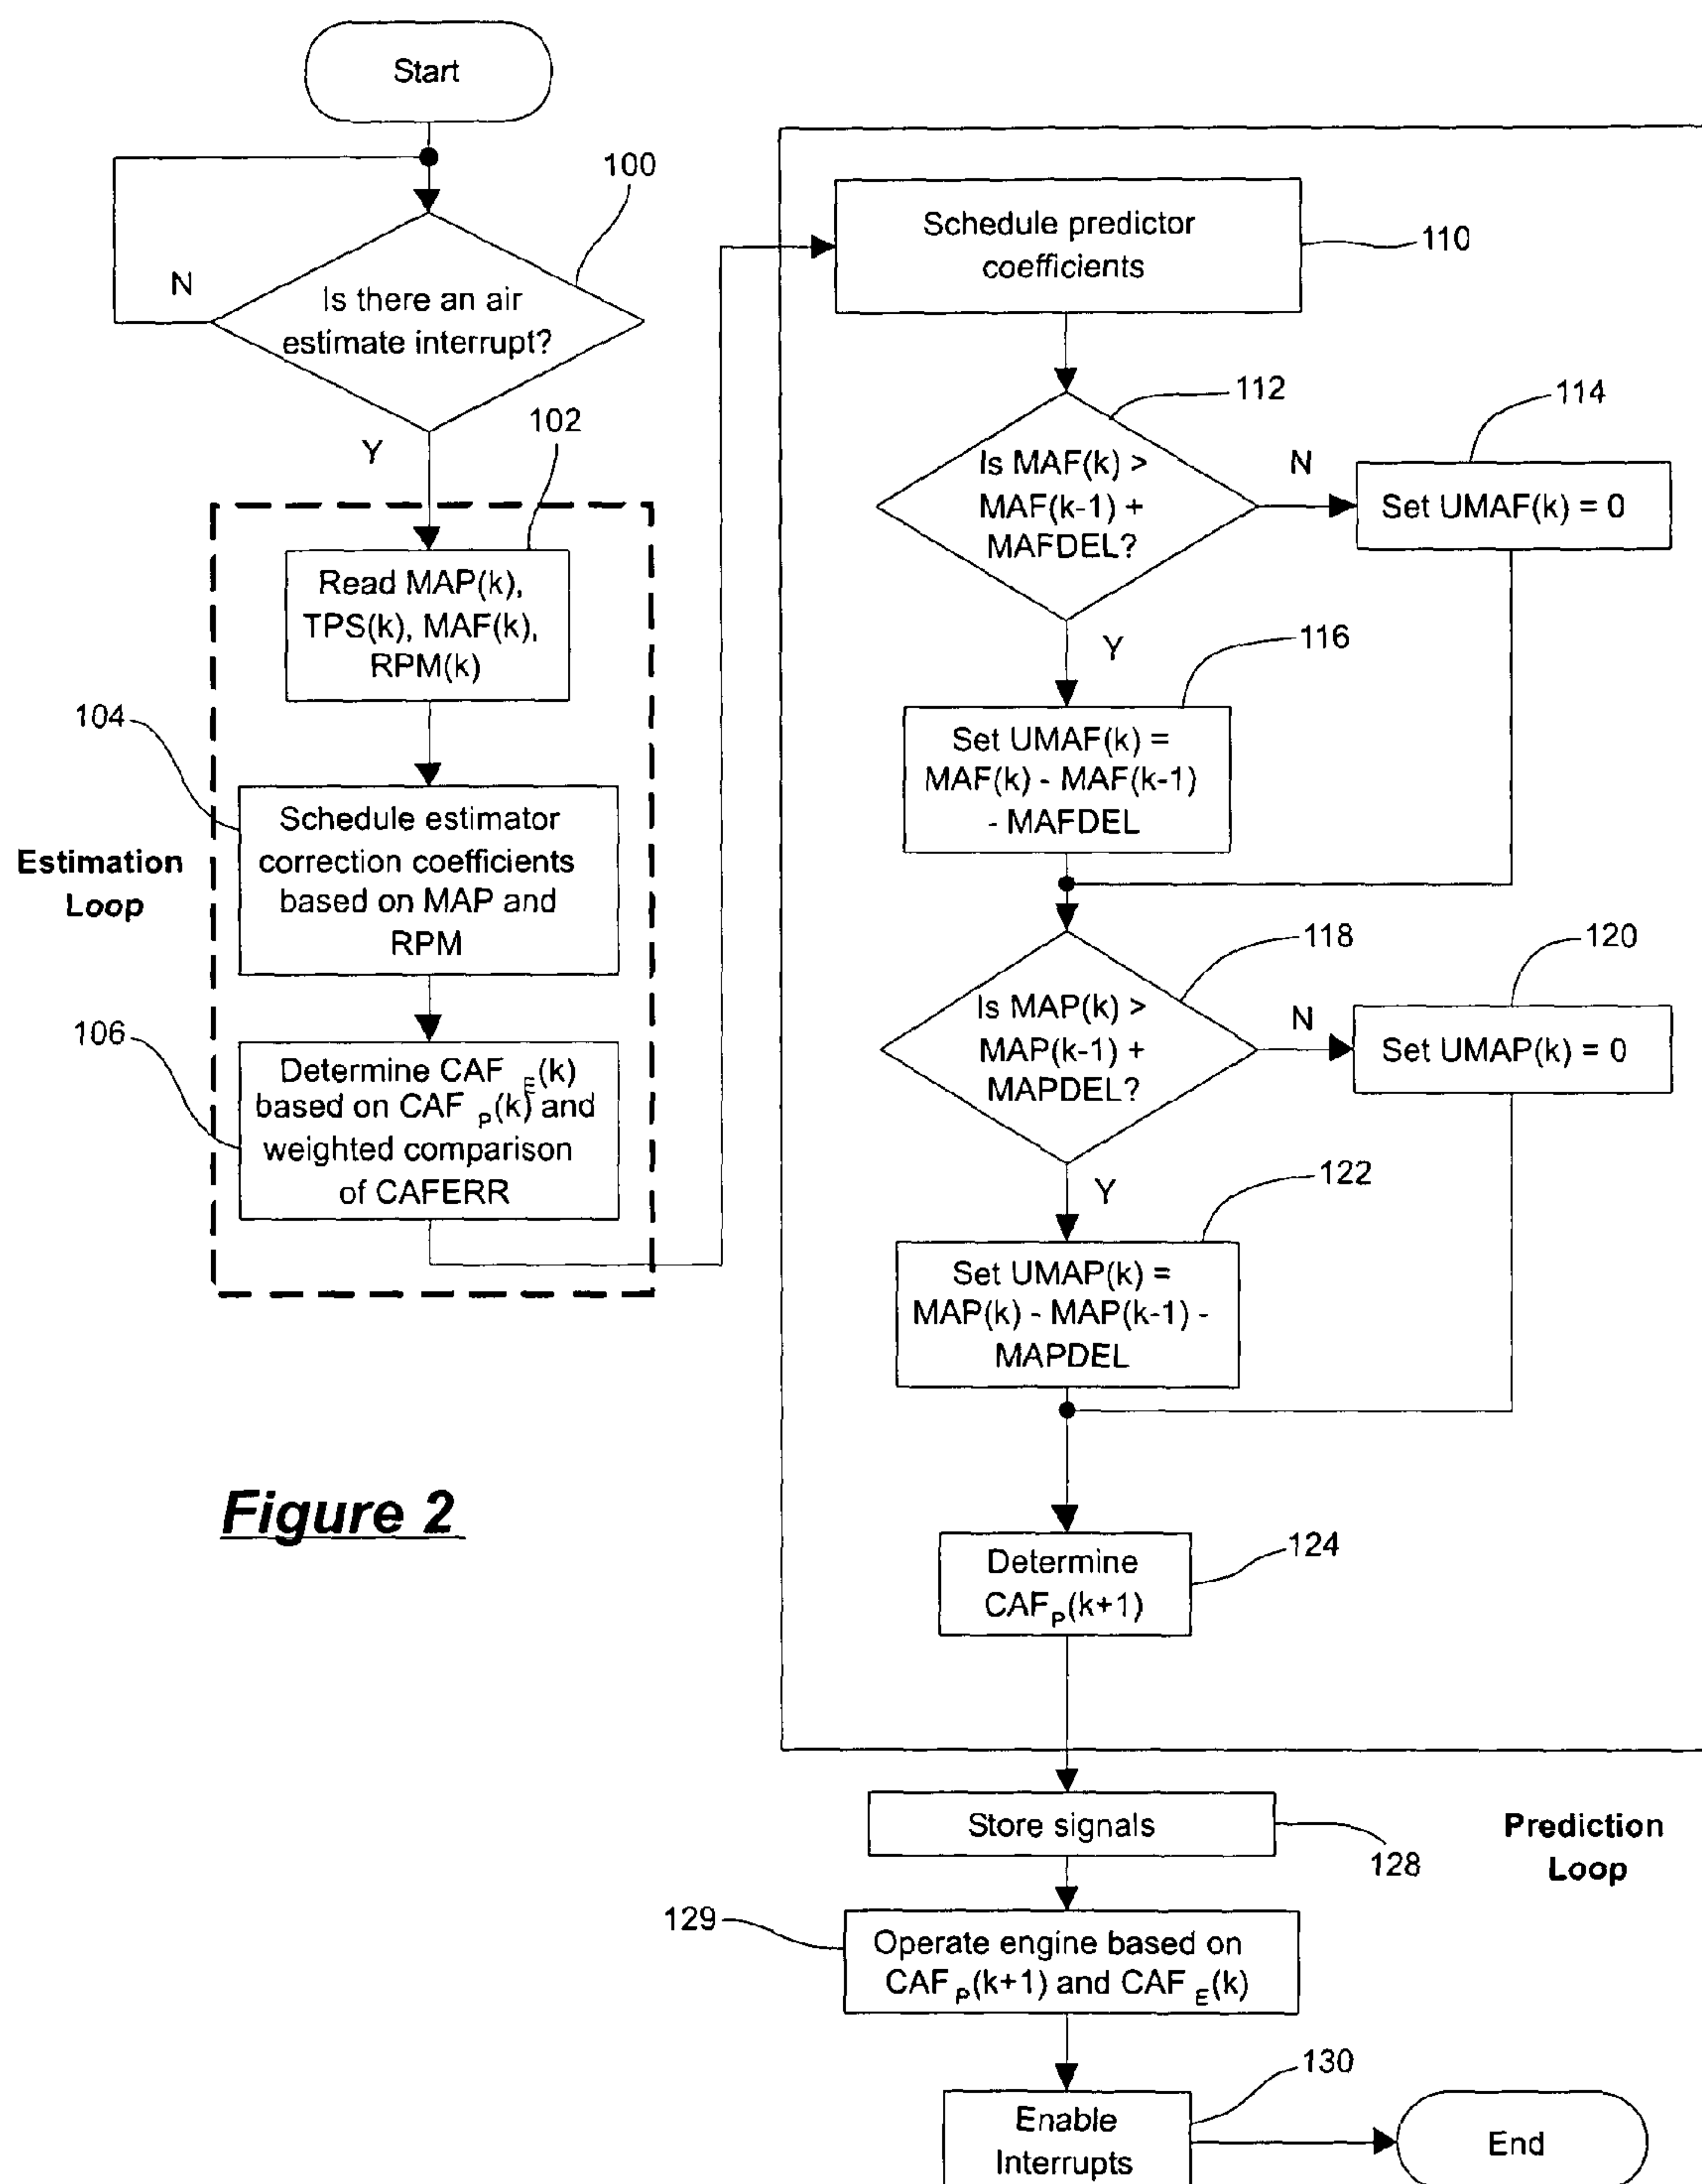 Start
100
N
Is there an air
estimate interrupt?
Y
102
Read MAP(k),
TPS(k), MAF(k),
RPM(k)
104
Schedule estimator
correction coefficients
based on MAP and
RPM
Estimation
Loop
106
Determine CAF E(k)
based on CAF P(k) and
weighted comparison
of CAFERR
Figure 2
Schedule predictor
coefficients
110
112
Is MAF(k) >
MAF(k-1) +
MAFDEL?
N
114
Set UMAF(k) = 0
Y
116
Set UMAF(k) =
MAF(k) - MAF(k-1)
- MAFDEL
118
Is MAP(k) >
MAP(k-1) +
MAPDEL?
N
120
Set UMAP(k) = 0
Y
122
Set UMAP(k) =
MAP(k) - MAP(k-1) -
MAPDEL
124
Determine
CAFP(k+1)
Store signals
128
Prediction
Loop
129
Operate engine based on
CAF P(k+1) and CAF E(k)
130
Enable
Interrupts
End